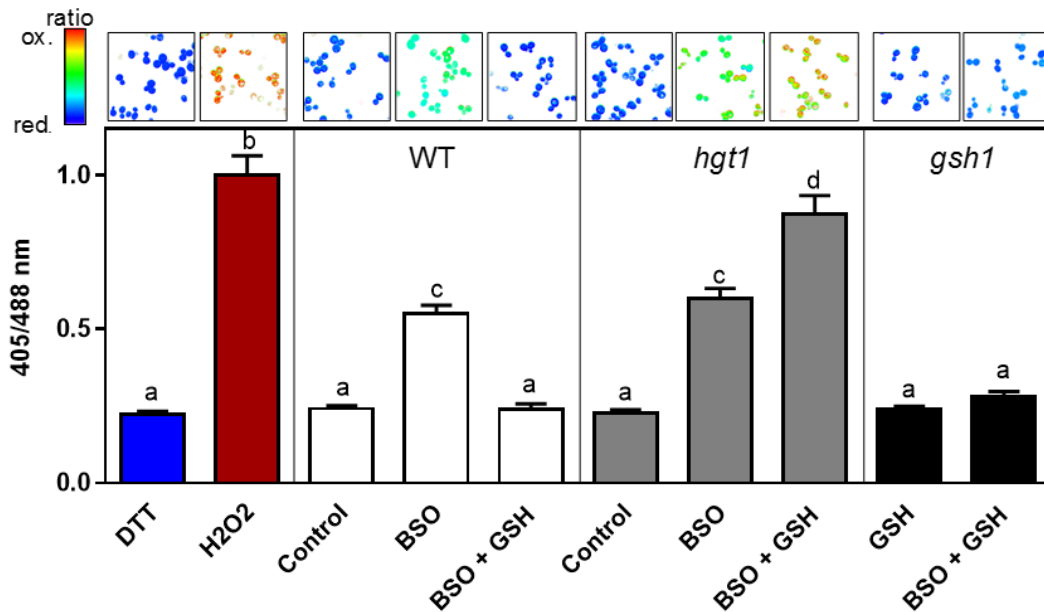 ratio
ox.
red.
WT
hgt1
gsh1
b
d
c
c
a
a
a
a
a
a
1.0
0.5
0.0
405/488 nm
DTT
H2O2
Control
BSO
BSO + GSH
Control
BSO
BSO + GSH
GSH
BSO + GSH